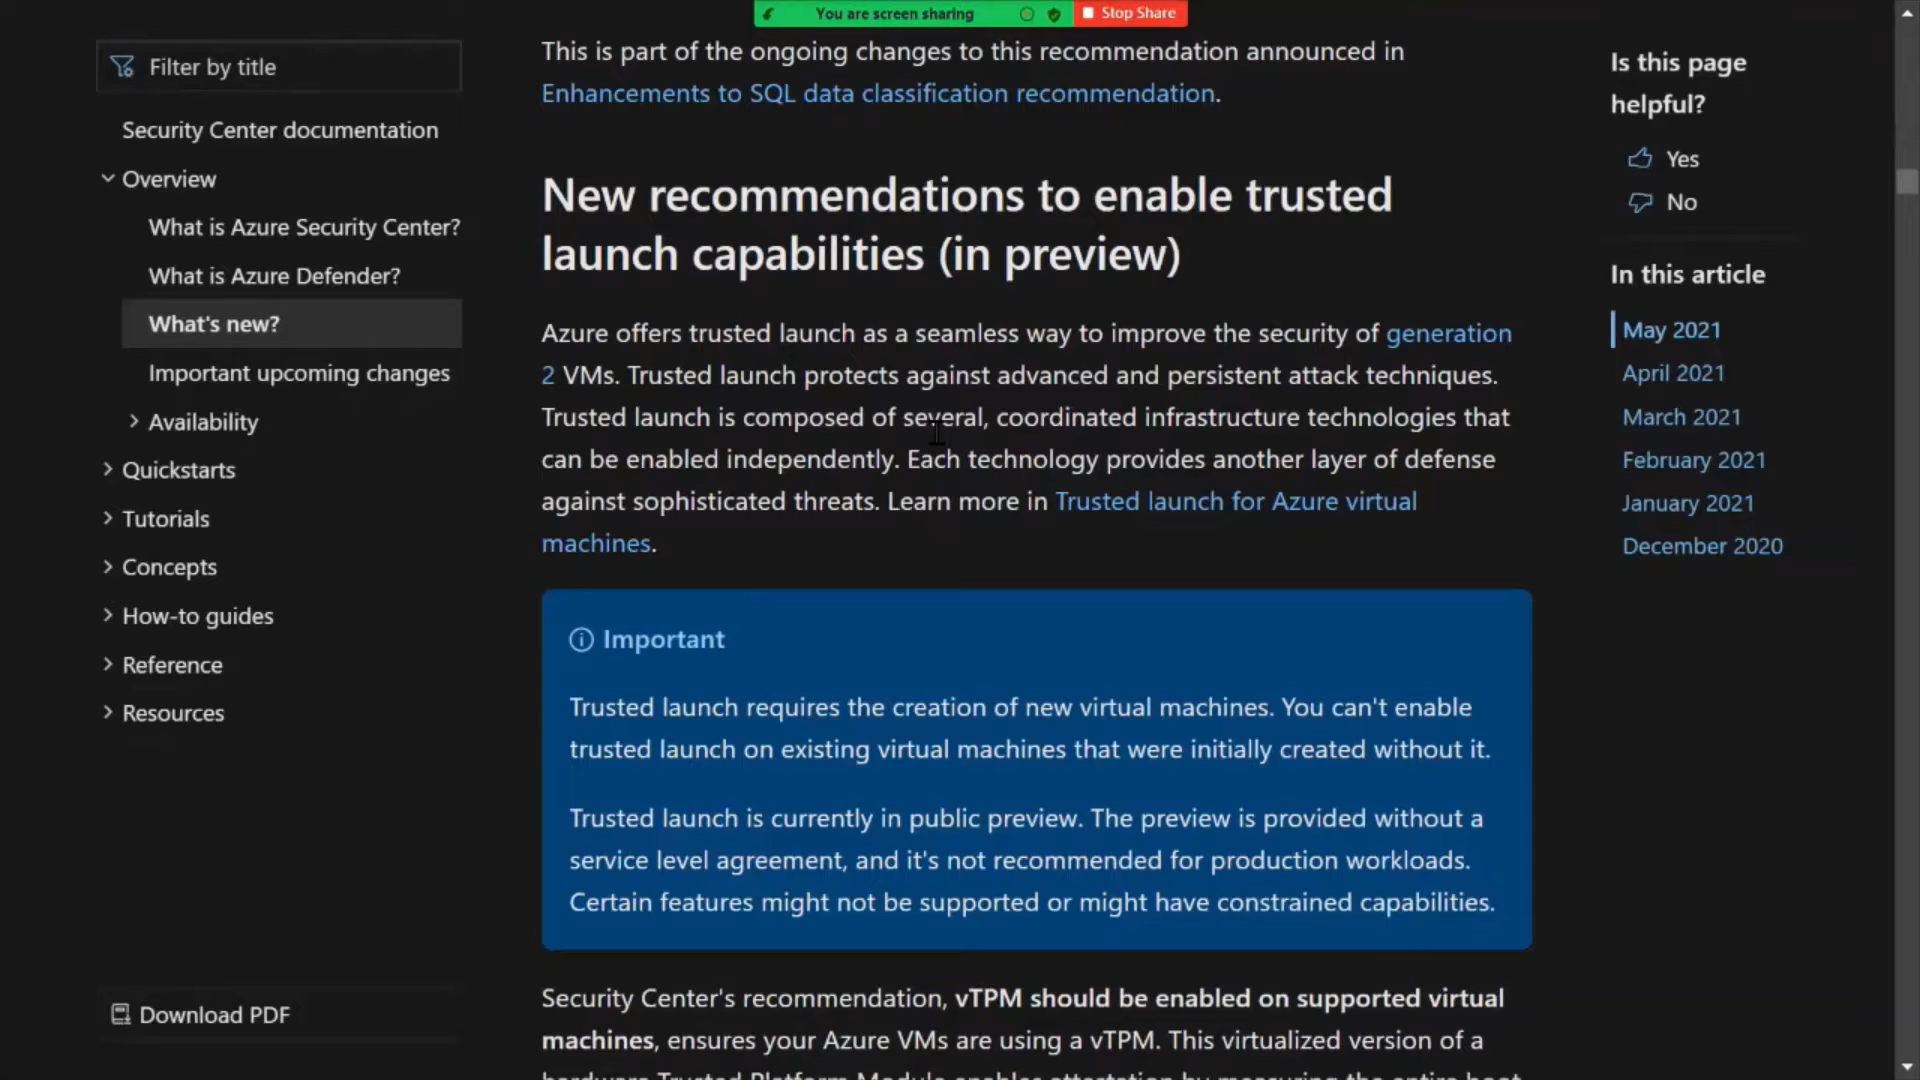 You are screen sharing
Stop Share
Filter by title
Security Center documentation
Overview
What is Azure Security Center?
What is Azure Defender?
What's new?
Important upcoming changes
Availability
Quickstarts
Tutorials
Concepts
How-to guides
Reference
Resources
Download PDF
This is part of the ongoing changes to this recommendation announced in
Enhancements to SQL data classification recommendation.
New recommendations to enable trusted
launch capabilities (in preview)
Azure offers trusted launch as a seamless way to improve the security of generation
2 VMs. Trusted launch protects against advanced and persistent attack techniques.
Trusted launch is composed of several, coordinated infrastructure technologies that
can be enabled independently. Each technology provides another layer of defense
against sophisticated threats. Learn more in Trusted launch for Azure virtual
machines.
Important
Trusted launch requires the creation of new virtual machines. You can't enable
trusted launch on existing virtual machines that were initially created without it.
Trusted launch is currently in public preview. The preview is provided without a
service level agreement, and it's not recommended for production workloads.
Certain features might not be supported or might have constrained capabilities.
Security Center's recommendation, vTPM should be enabled on supported virtual
machines, ensures your Azure VMs are using a vTPM. This virtualized version of a
hardware Trusted Platform Module enables attestation by measuring the entire boot
Is this page
helpful?
Yes
No
In this article
May 2021
April 2021
March 2021
February 2021
January 2021
December 2020